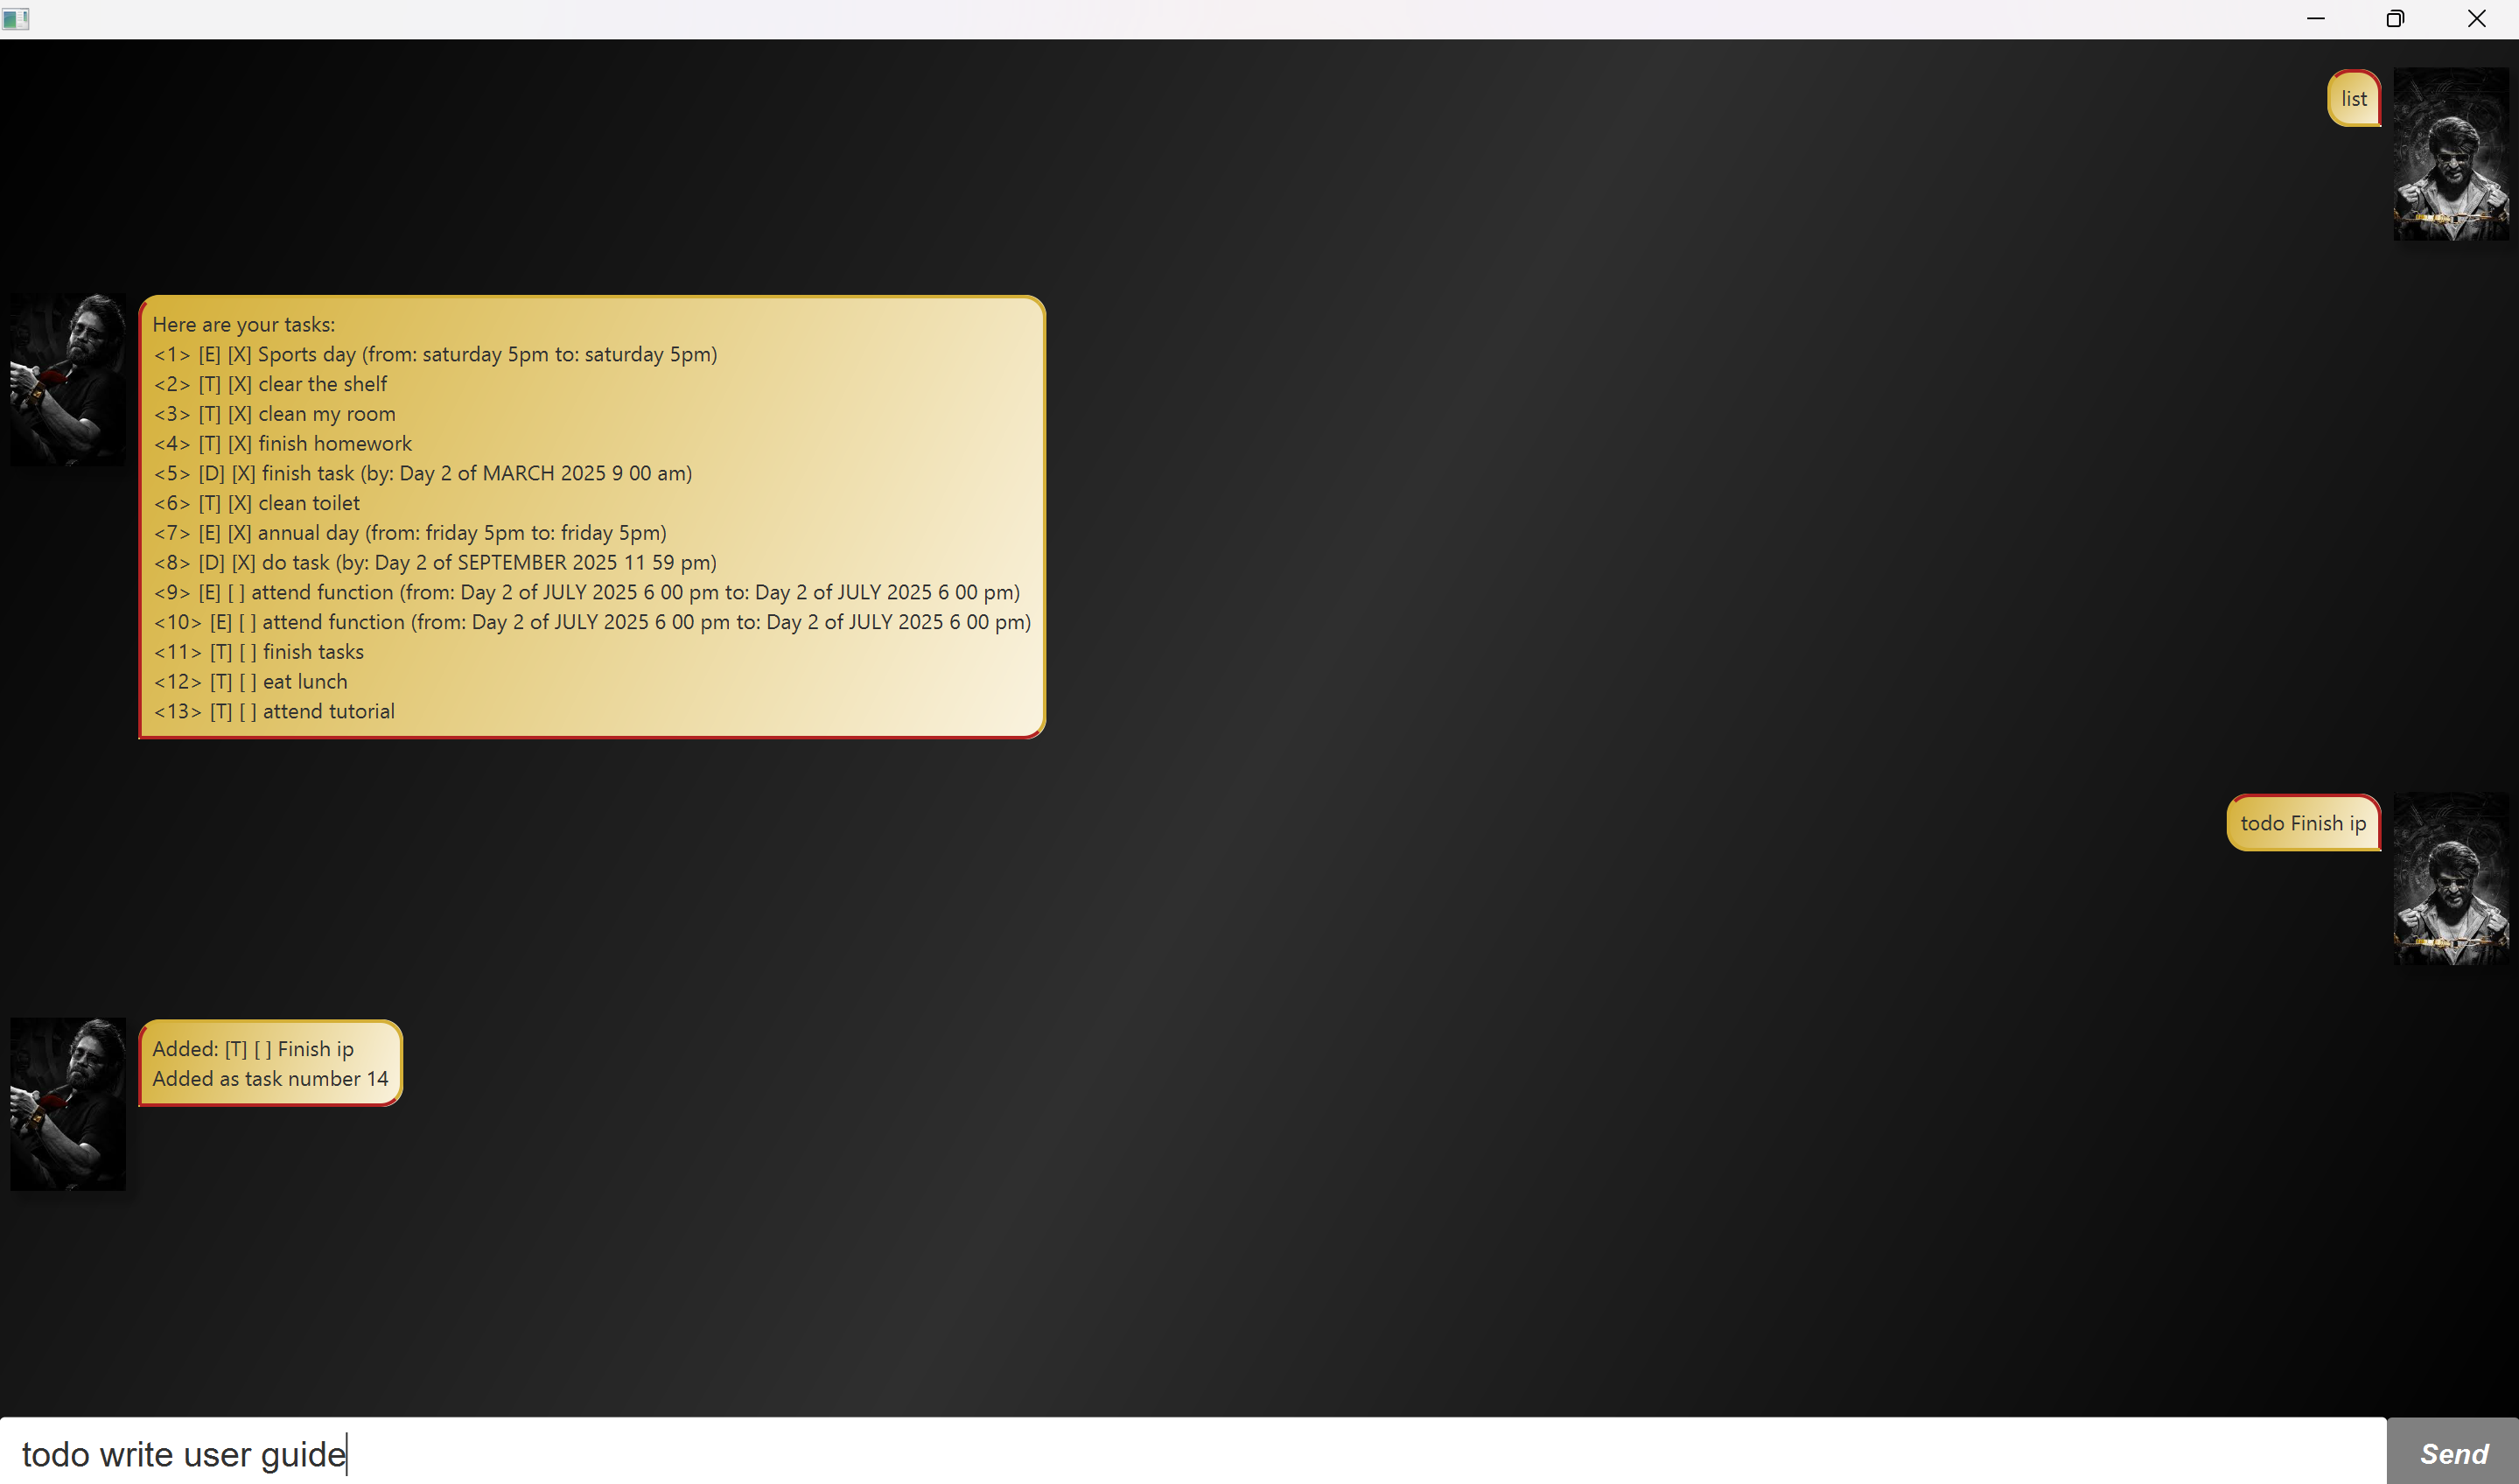 list
Here are your tasks:
<1> [E] [X] Sports day (from: saturday 5pm to: saturday 5pm)
<2> [T] [X] clear the shelf
<3> [T] [X] clean my room
<4> [T] [X] finish homework
<5> [D] [X] finish task (by: Day 2 of MARCH 2025 9 00 am)
<6> [T] [X] clean toilet
<7> [E] [X] annual day (from: friday 5pm to: friday 5pm)
<8> [D] [X] do task (by: Day 2 of SEPTEMBER 2025 11 59 pm)
<9> [E] [ ] attend function (from: Day 2 of JULY 2025 6 00 pm to: Day 2 of JULY 2025 6 00 pm)
<10> [E] [ ] attend function (from: Day 2 of JULY 2025 6 00 pm to: Day 2 of JULY 2025 6 00 pm)
<11> [T] [ ] finish tasks
<12> [T] [ ] eat lunch
<13> [T] [ ] attend tutorial
todo Finish ip
Added: [T] [ ] Finish ip
Added as task number 14
todo write user guide
Send